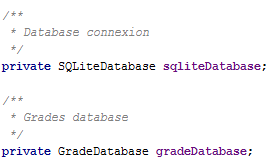 /**
* Database connexion
*/
private SQLiteDatabase sqliteDatabase;
/**
* Grades database
*/
private GradeDatabase gradeDatabase;